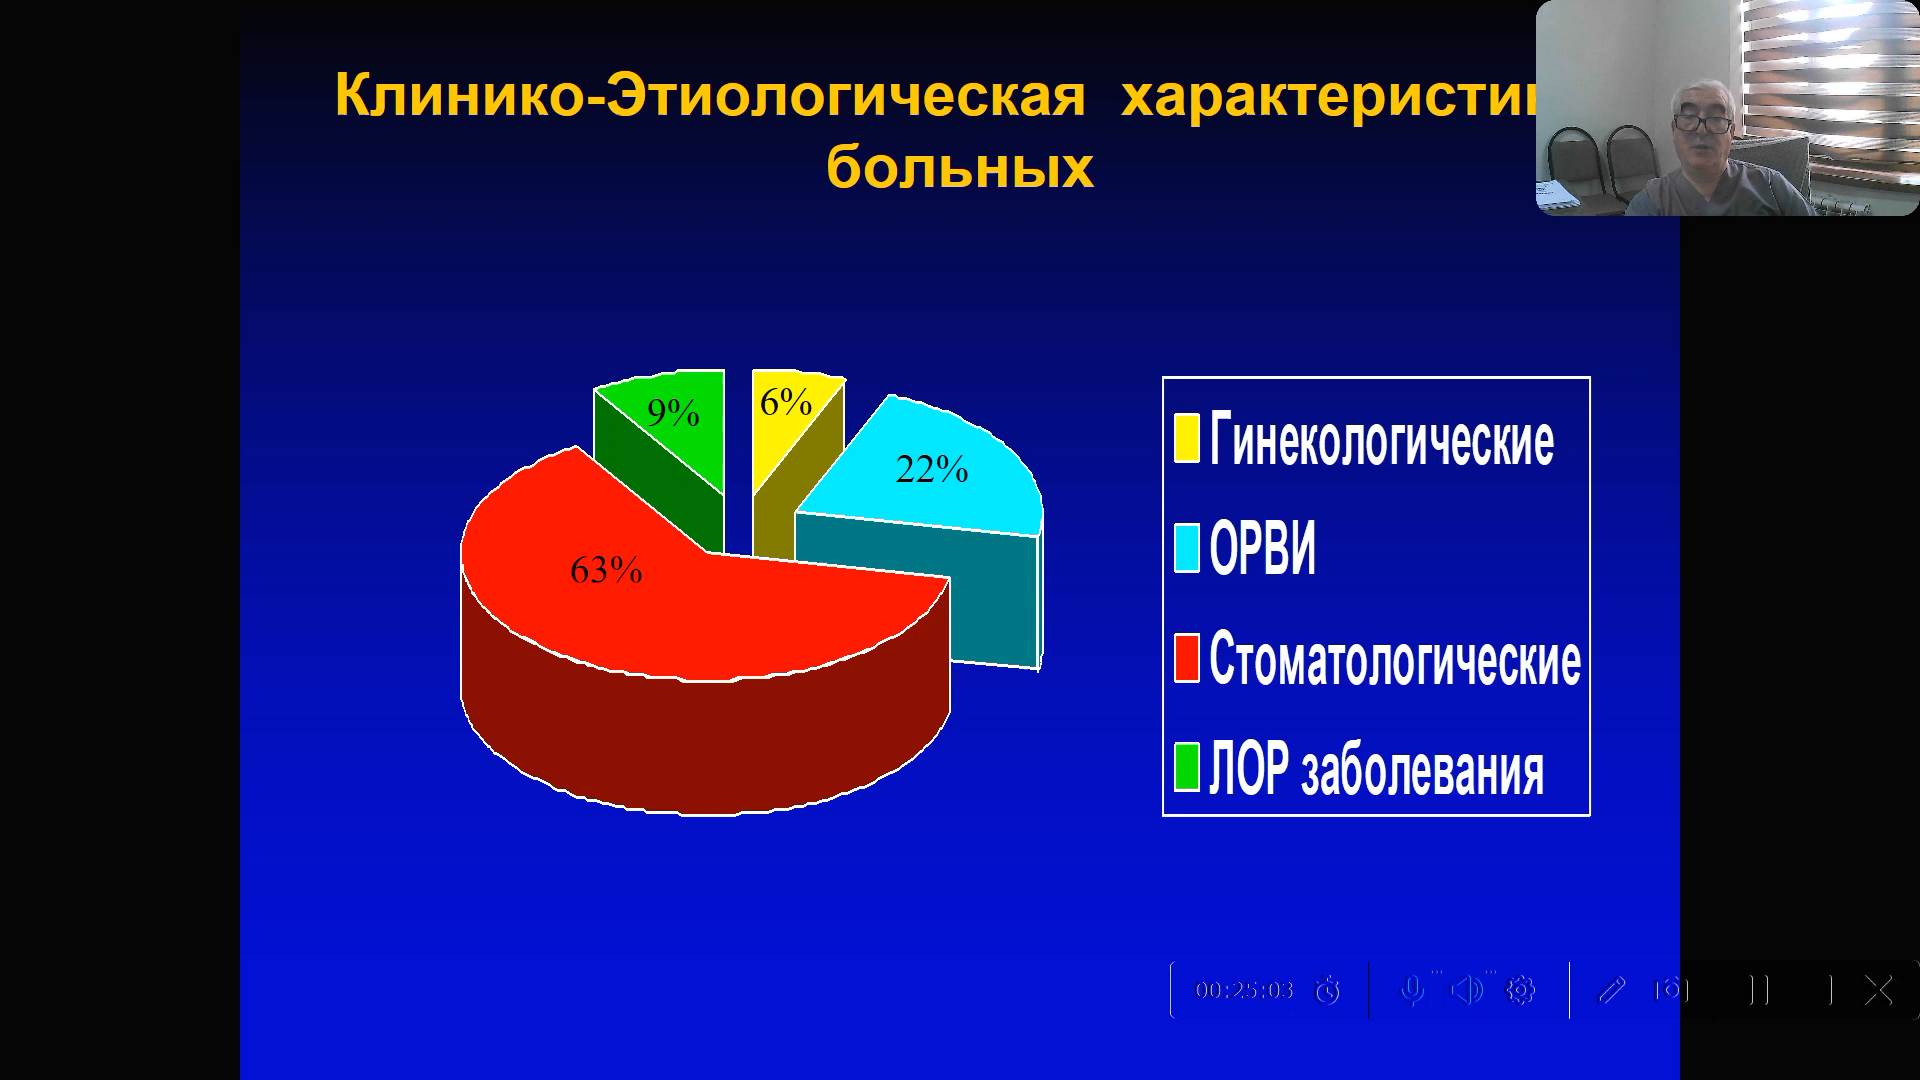 Клинико-Этиологическая характеристи
больных
9%
6%
22%
63%
Гинекологические
ОРВИ
Стоматологические
ЛОР заболевания
00:25:03